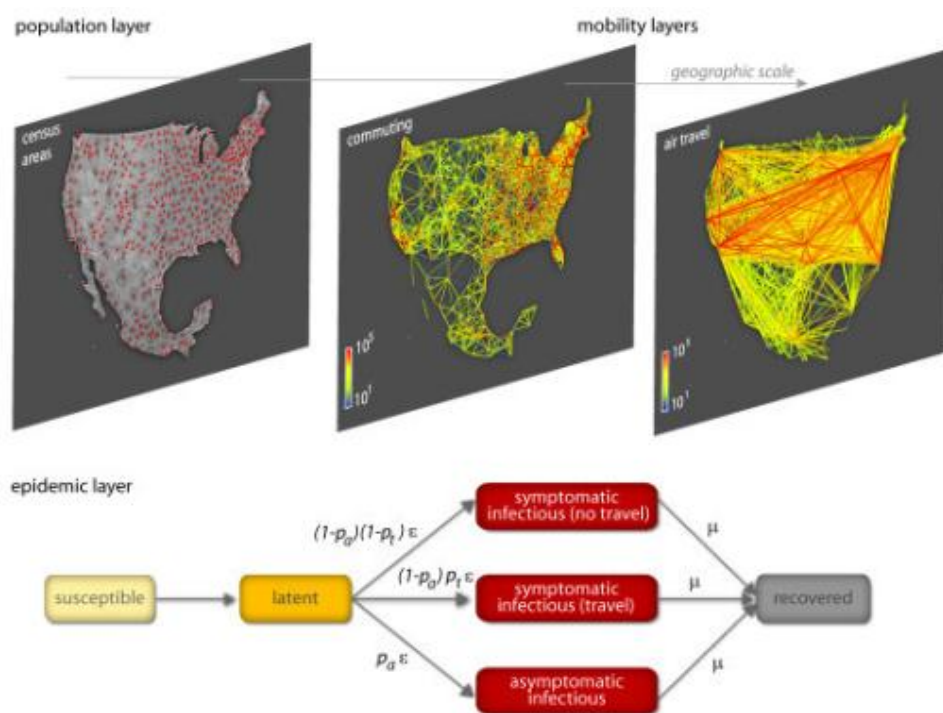 population layer
mobility layers
geographic scale
census
areas
commuting
air travel
10⁵
10¹
10¹
epidemic layer
symptomatic
infectious (no travel)
(1-pₐ)(1-pₜ) ε
μ
susceptible
latent
(1-pₐ) pₜ ε
symptomatic
infectious (travel)
μ
recovered
pₐ ε
μ
asymptomatic
infectious